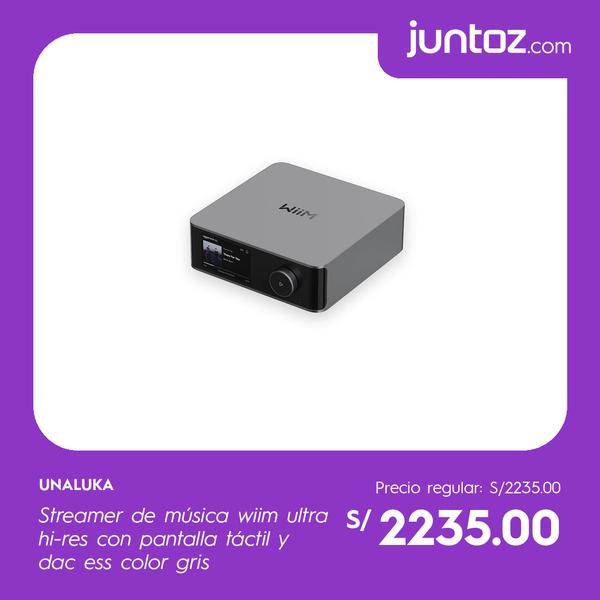 juntoz.com
WiiM
UNALUKA
Streamer de música wiim ultra
hi-res con pantalla táctil y
dac ess color gris
Precio regular: S/2235.00
S/ 2235.00